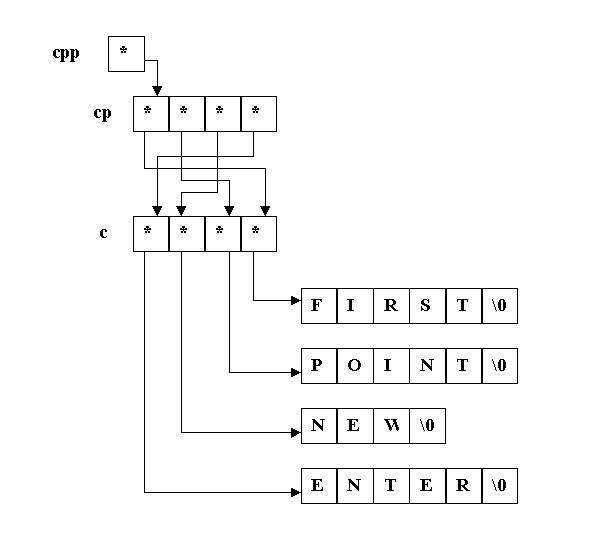 cpp *
cp * * * *
c * * * *
F I R S T \0
P O I N T \0
N E W \0
E N T E R \0